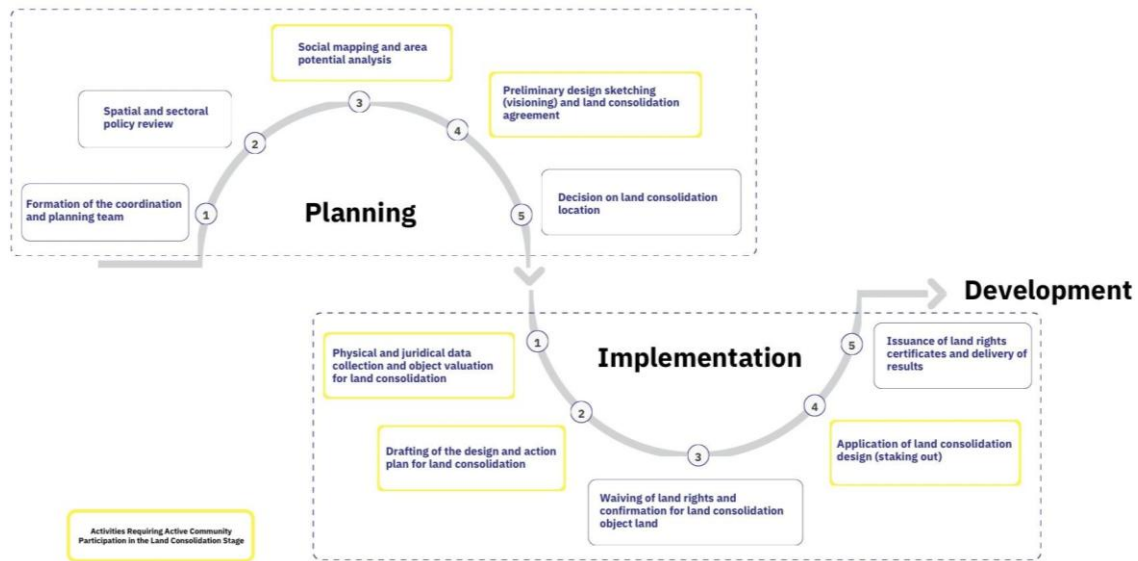 Social mapping and area
potential analysis
3
Preliminary design sketching
(visioning) and land consolidation
agreement
4
Spatial and sectoral
policy review
2
Formation of the coordination
and planning team
1
Planning
5
Decision on land consolidation
location
Development
Physical and juridical data
collection and object valuation
for land consolidation
1
Implementation
5
Issuance of land rights
certificates and delivery of
results
Drafting of the design and action
plan for land consolidation
2
4
Application of land consolidation
design (staking out)
3
Waiving of land rights and
confirmation for land consolidation
object land
Activities Requiring Active Community
Participation in the Land Consolidation Stage